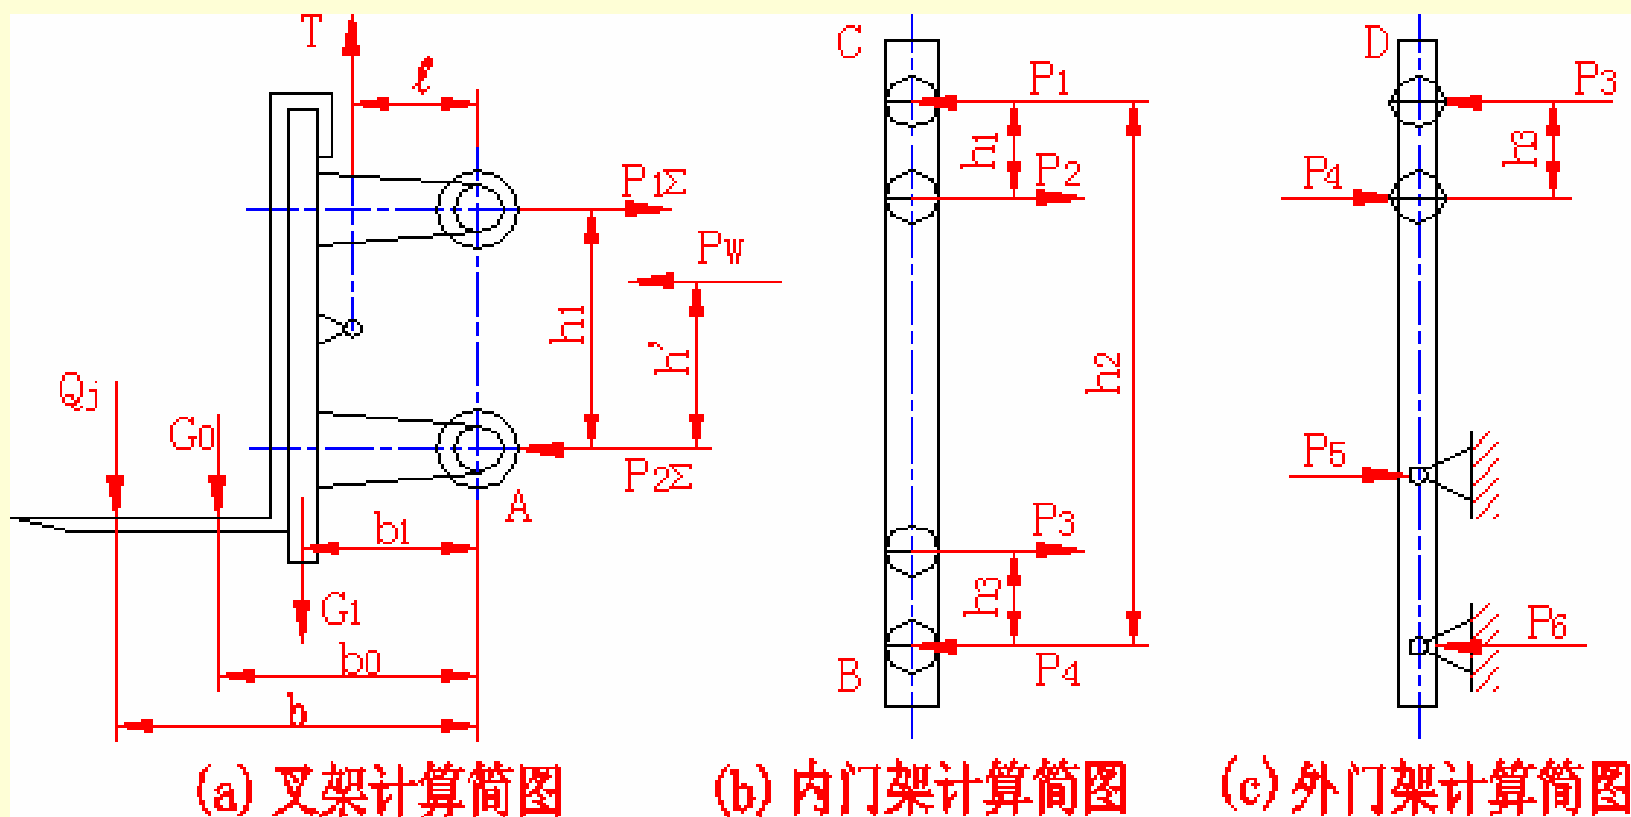 T
ℓ
P1Σ
Pw
h1
h'
Qj
G0
P2Σ
A
b1
G1
b0
b
(a) 叉架计算简图
C
P1
h1
P2
h2
P3
h3
B
P4
(b) 内门架计算简图
D
P3
h3
P4
P5
P6
(c) 外门架计算简图